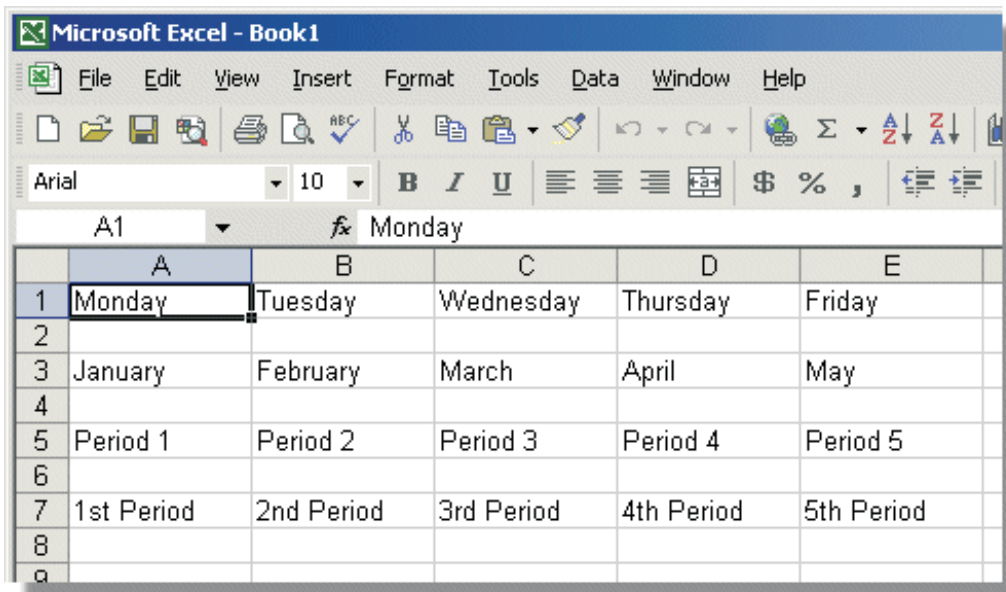 Microsoft Excel - Book1
File Edit View Insert Format Tools Data Window Help
ABC Σ A Z Z A
Arial 10 B I U a $ % ,
A1 fx Monday
A B C D E
1 Monday Tuesday Wednesday Thursday Friday
2
3 January February March April May
4
5 Period 1 Period 2 Period 3 Period 4 Period 5
6
7 1st Period 2nd Period 3rd Period 4th Period 5th Period
8
9